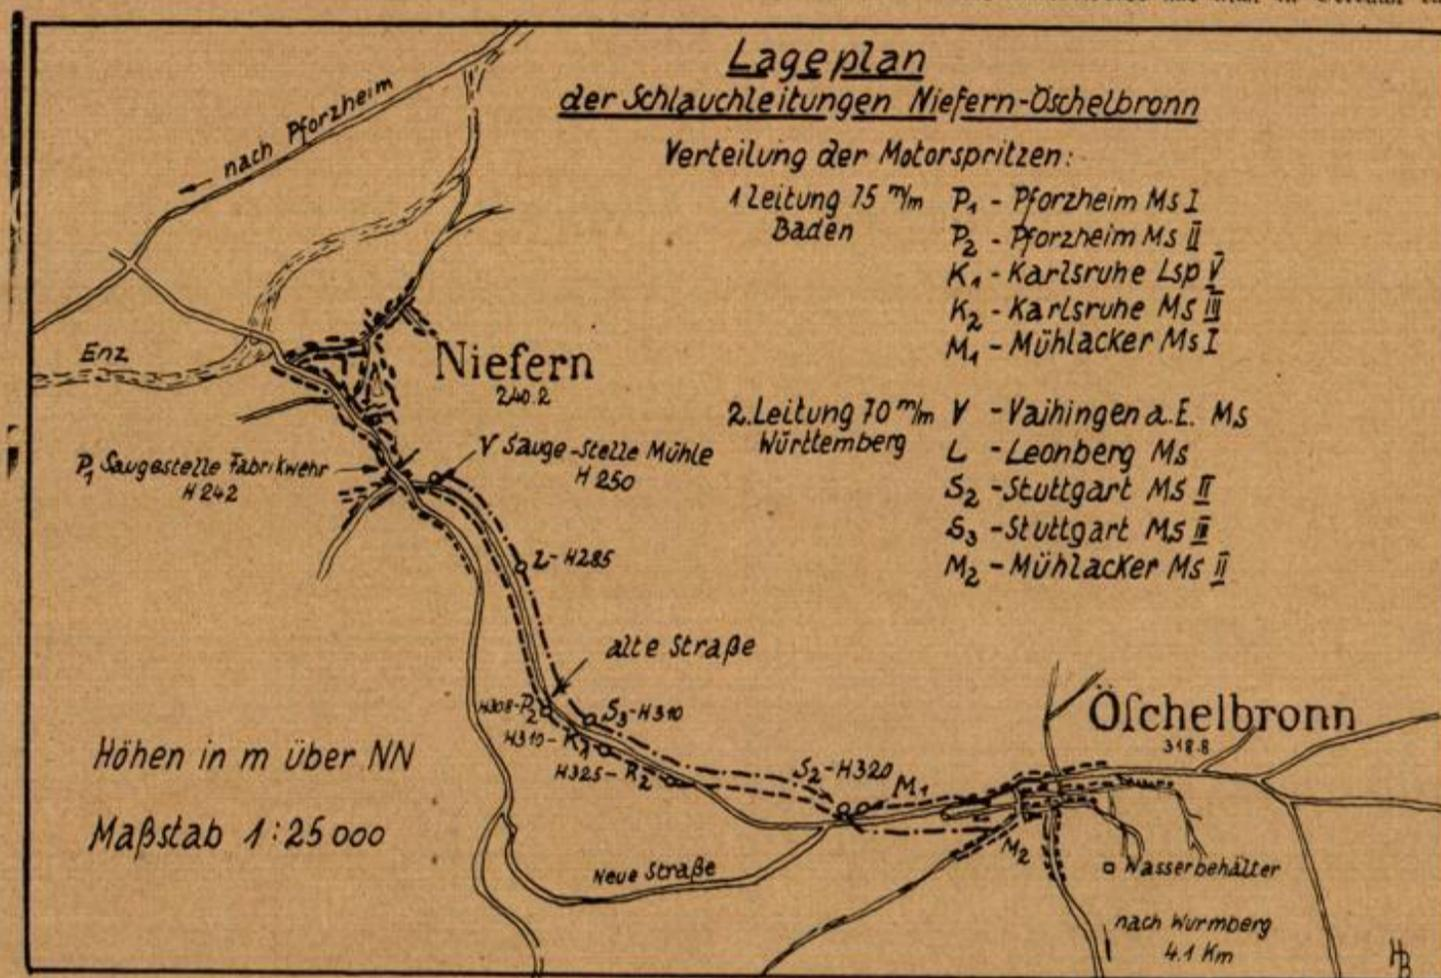 Lageplan
der Schlauchleitungen Niefern-Öschelbronn
Verteilung der Motorspritzen:
1 Leitung 75 m/m
Baden
P1 - Pforzheim Ms I
P2 - Pforzheim Ms II
K1 - Karlsruhe Lsp V
K2 - Karlsruhe Ms III
M1 - Mühlacker Ms I
2. Leitung 70 m/m
Württemberg
V - Vaihingen a.E. Ms
L - Leonberg Ms
S2 - Stuttgart Ms II
S3 - Stuttgart Ms III
M2 - Mühlacker Ms II
nach Pforzheim
Enz
Niefern
240.2
P1 Saugestelle Fabrikwehr
H 242
V Sauge-stelle Mühle
H 250
L - H285
alte Straße
H308 - P2
S3 - H310
H310 - K1
H325 - K2
S2 - H320
M1
M2
Öſchelbronn
318.8
Höhen in m über NN
Maßstab 1:25000
Neue Straße
Wasserbehälter
nach Wurmberg
4.1 Km